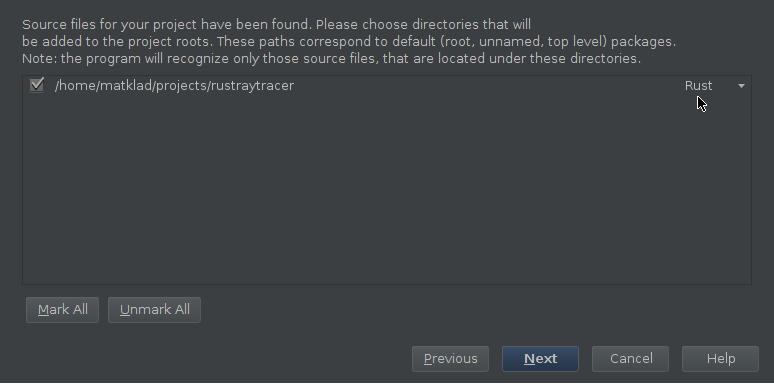 Source files for your project have been found. Please choose directories that will
be added to the project roots. These paths correspond to default (root, unnamed, top level) packages.
Note: the program will recognize only those source files, that are located under these directories.
/home/matklad/projects/rustraytracer Rust
Mark All Unmark All
Previous Next Cancel Help